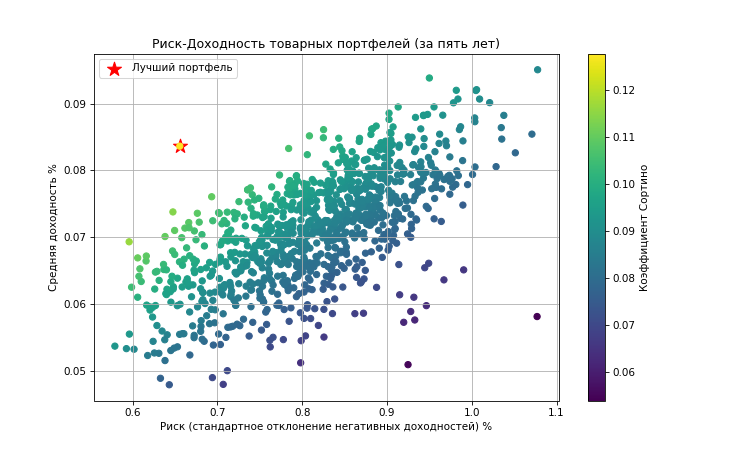 Риск-Доходность товарных портфелей (за пять лет)
Лучший портфель
Средняя доходность %
0.09
0.08
0.07
0.06
0.05
0.6 0.7 0.8 0.9 1.0 1.1
Риск (стандартное отклонение негативных доходностей) %
0.12
0.11
0.10
0.09
0.08
0.07
0.06
Коэффициент Сортино